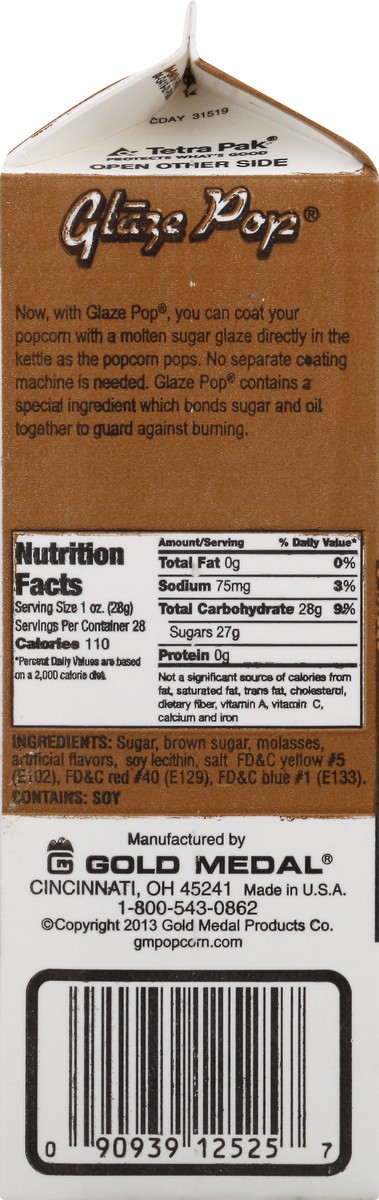 CDAY 31519
Tetra Pak®
PROTECTS WHAT'S GOOD
OPEN OTHER SIDE
Glaze Pop®
Now, with Glaze Pop®, you can coat your
popcorn with a molten sugar glaze directly in the
kettle as the popcorn pops. No separate coating
machine is needed. Glaze Pop® contains a
special ingredient which bonds sugar and oil
together to guard against burning.
Nutrition
Facts
Serving Size 1 oz. (28g)
Servings Per Container 28
Calories 110
*Percent Daily Values are based
on a 2,000 calorie diet.
Amount/Serving % Daily Value*
Total Fat 0g 0%
Sodium 75mg 3%
Total Carbohydrate 28g 9%
Sugars 27g
Protein 0g
Not a significant source of calories from
fat, saturated fat, trans fat, cholesterol,
dietary fiber, vitamin A, vitamin C,
calcium and iron
INGREDIENTS: Sugar, brown sugar, molasses,
artificial flavors, soy lecithin, salt FD&C yellow #5
(E102), FD&C red #40 (E129), FD&C blue #1 (E133).
CONTAINS: SOY
Manufactured by
GOLD MEDAL®
CINCINNATI, OH 45241 Made in U.S.A.
1-800-543-0862
©Copyright 2013 Gold Medal Products Co.
gmpopcorn.com
0 90939 12525 7